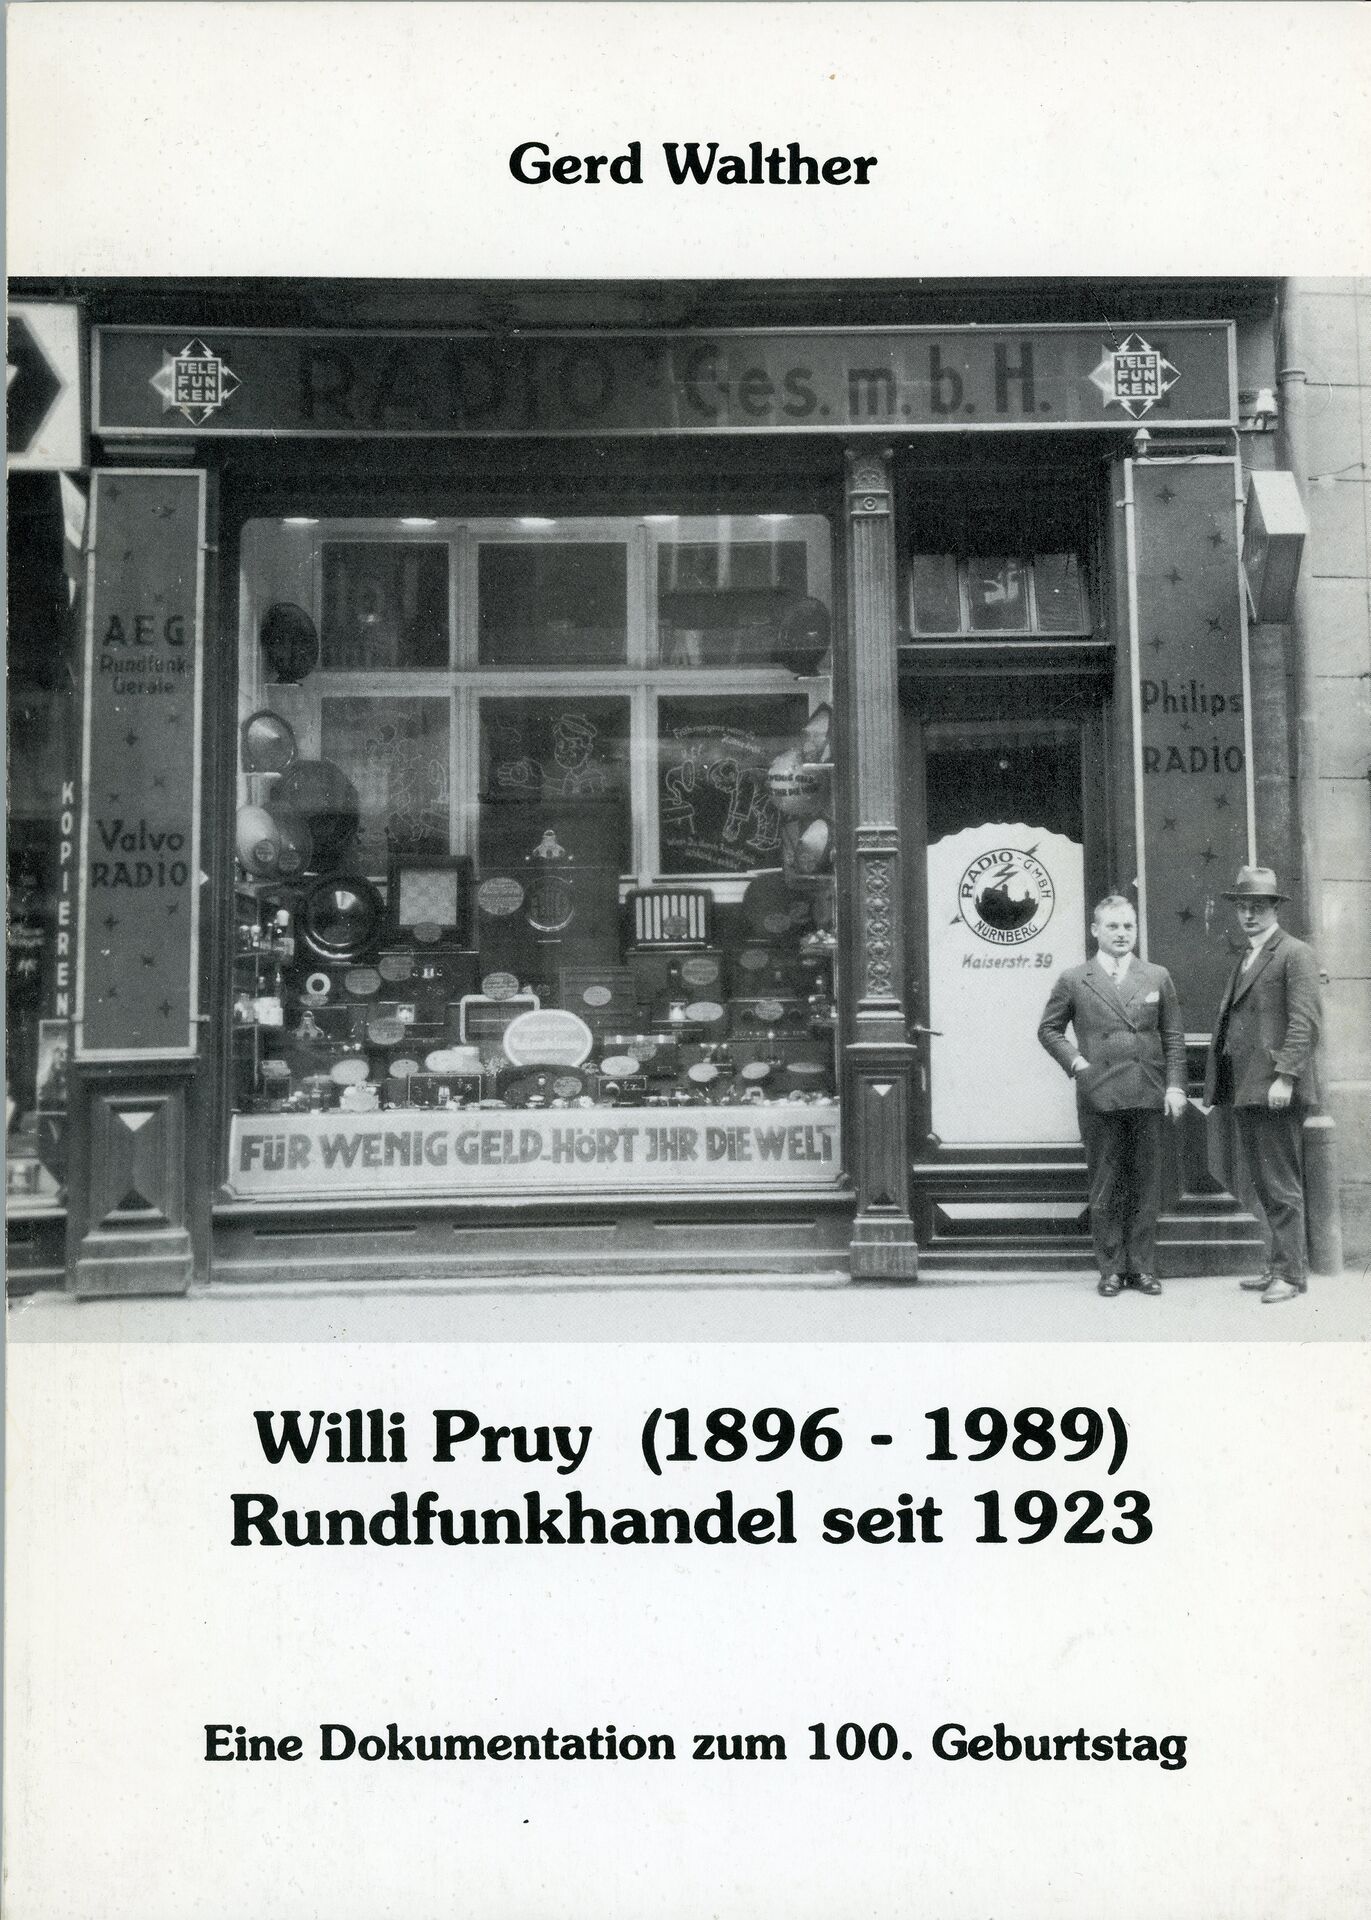 Gerd Walther
TELE
FUN
KEN
RADIO Ges. m. b. H.
TELE
FUN
KEN
AEG
Rundfunk-
Geräte
Valvo
RADIO
KOPIEREN
Philips
RADIO
RADIO-GMBH
NÜRNBERG
Kaiserstr. 39
FÜR WENIG GELD-HÖRT JHR DIE WELT
Willi Pruy (1896 - 1989)
Rundfunkhandel seit 1923
Eine Dokumentation zum 100. Geburtstag